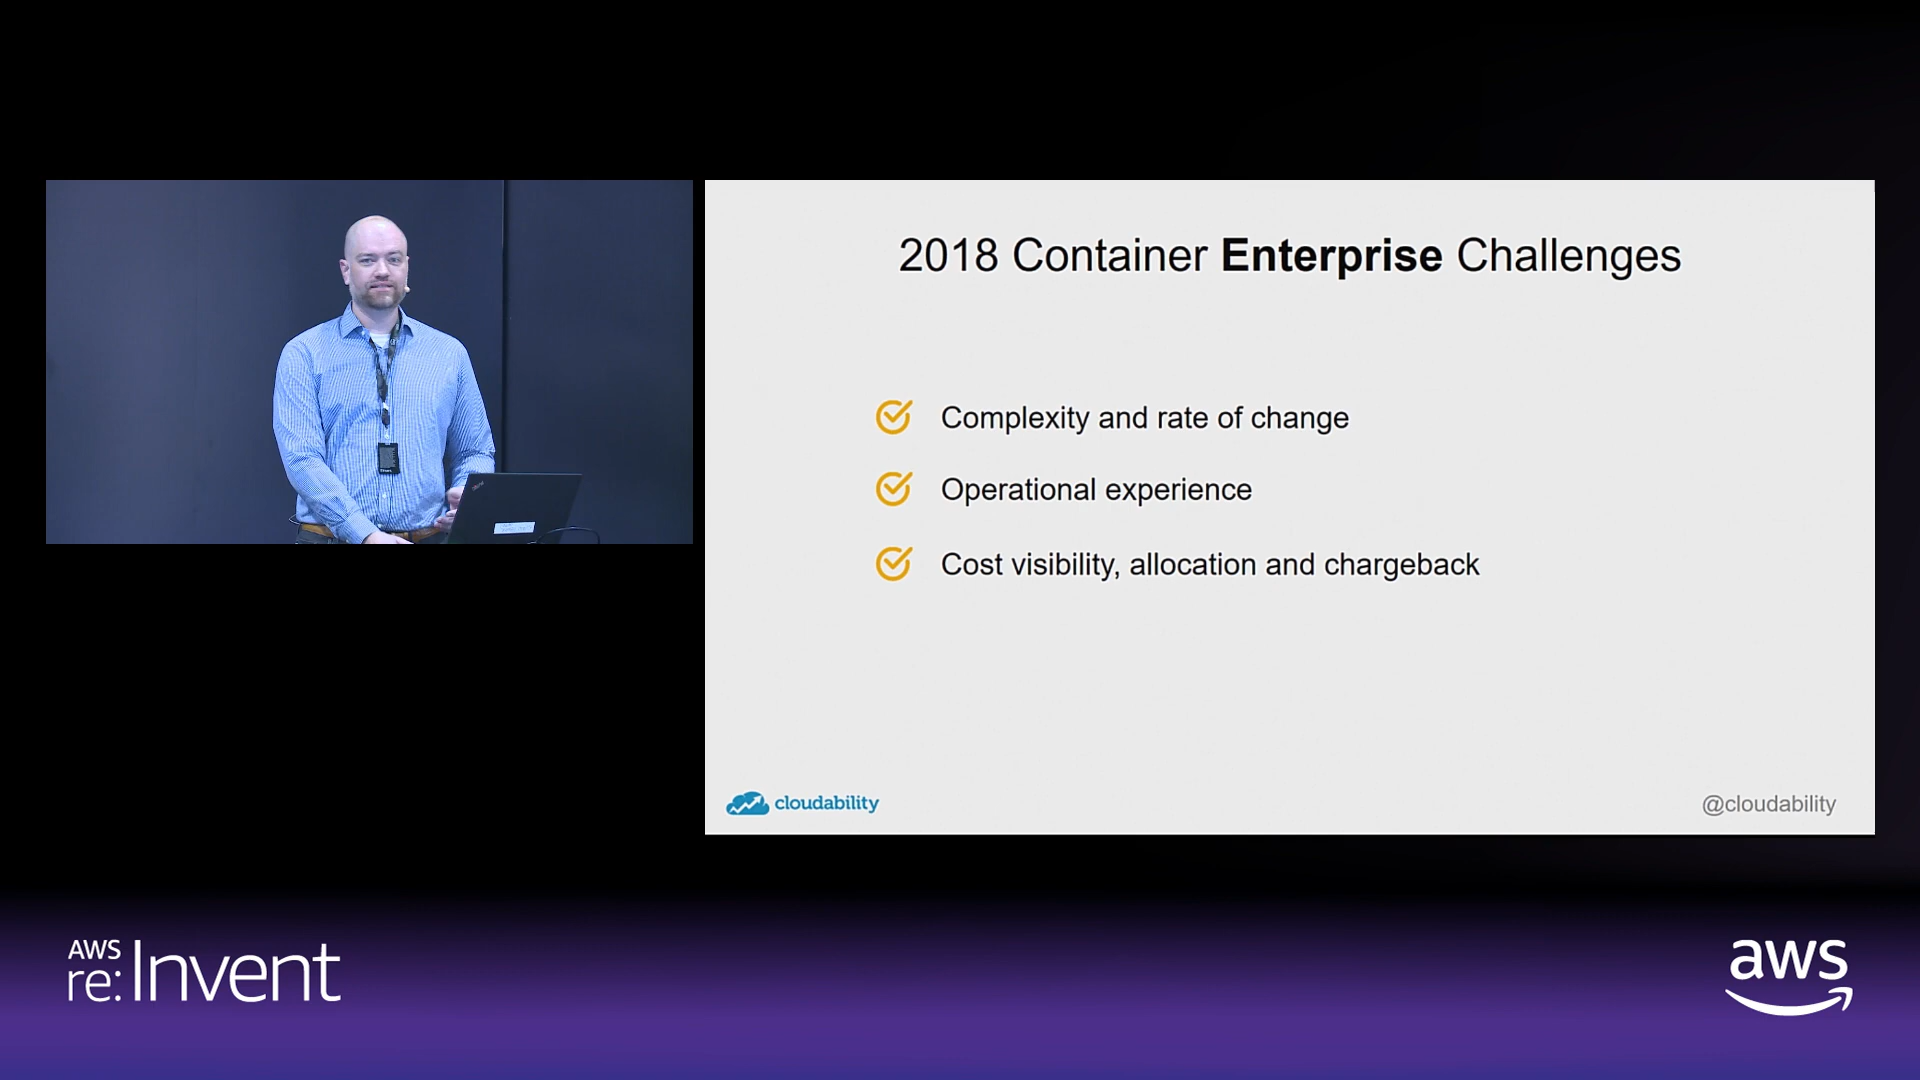 2018 Container Enterprise Challenges
Complexity and rate of change
Operational experience
Cost visibility, allocation and chargeback
cloudability
@cloudability
AWS
re:Invent
aws